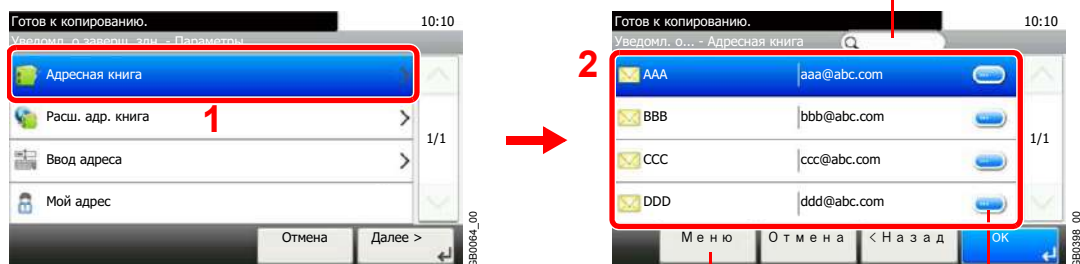 Готов к копированию. 10:10
Уведомл. о заверш. здн. - Параметры
Адресная книга
1
Расш. адр. книга
1/1
Ввод адреса
Мой адрес
Отмена Далее >
GB0064_00
Готов к копированию. 10:10
Уведомл. о... - Адресная книга
2
AAA aaa@abc.com
BBB bbb@abc.com
1/1
CCC ccc@abc.com
DDD ddd@abc.com
Меню Отмена < Назад OK
GB0398_00